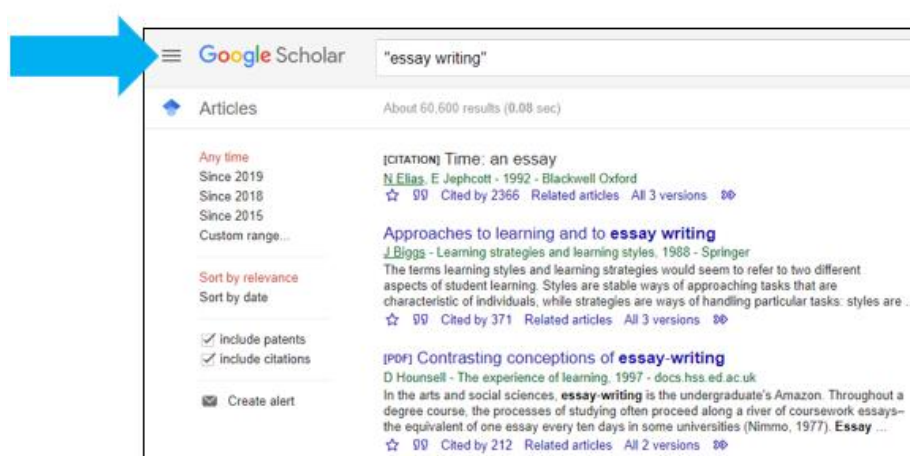 Google Scholar
"essay writing"
Articles
About 60,600 results (0.08 sec)
Any time
Since 2019
Since 2018
Since 2015
Custom range...
Sort by relevance
Sort by date
include patents
include citations
Create alert
[CITATION] Time: an essay
N Elias, E Jephcott - 1992 - Blackwell Oxford
Cited by 2366 Related articles All 3 versions
Approaches to learning and to essay writing
J Biggs - Learning strategies and learning styles, 1988 - Springer
The terms learning styles and learning strategies would seem to refer to two different
aspects of student learning. Styles are stable ways of approaching tasks that are
characteristic of individuals, while strategies are ways of handling particular tasks: styles are ..
Cited by 371 Related articles All 3 versions
[PDF] Contrasting conceptions of essay-writing
D Hounsell - The experience of learning, 1997 - docs.hss.ed.ac.uk
In the arts and social sciences, essay-writing is the undergraduate's Amazon. Throughout a
degree course, the processes of studying often proceed along a river of coursework essays–
the equivalent of one essay every ten days in some universities (Nimmo, 1977). Essay ...
Cited by 212 Related articles All 2 versions